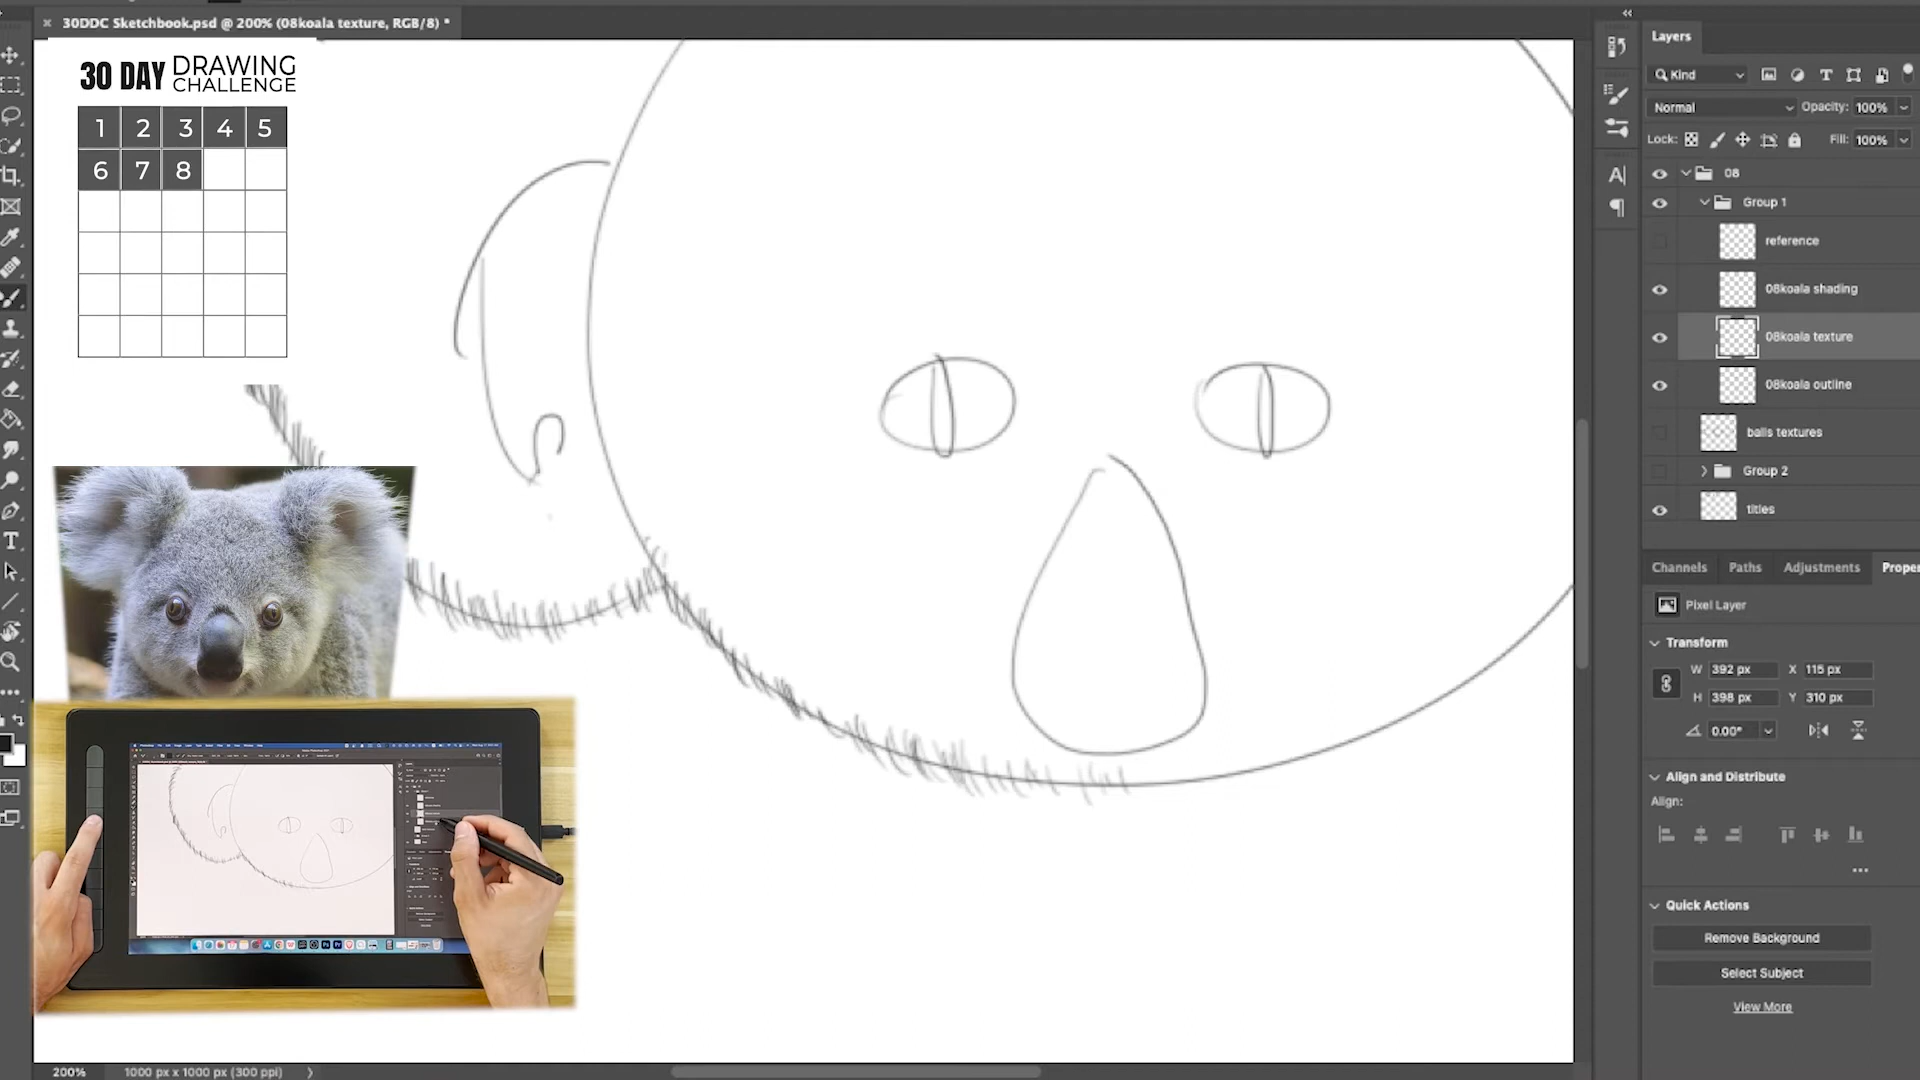 30DDC Sketchbook.psd @ 200% (08koala texture, RGB/8) *
30 DAY DRAWING CHALLENGE
1 2 3 4 5
6 7 8
Layers
Kind
Normal Opacity: 100%
Lock: Fill: 100%
08
Group 1
reference
08koala shading
08koala texture
08koala outline
balls textures
Group 2
titles
Channels Paths Adjustments Proper
Pixel Layer
Transform
W 392 px X 115 px
H 398 px Y 310 px
0.00°
Align and Distribute
Align:
Quick Actions
Remove Background
Select Subject
View More
200% 1000 px x 1000 px (300 ppi)